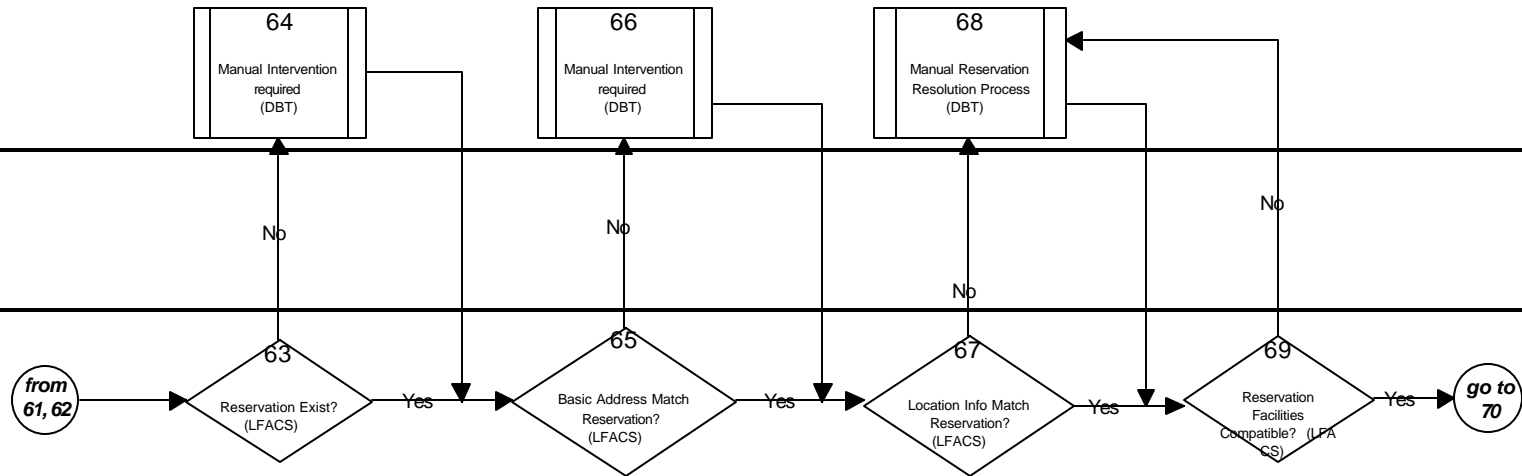 64
Manual Intervention
required
(DBT)
66
Manual Intervention
required
(DBT)
68
Manual Reservation
Resolution Process
(DBT)
No
No
No
No
from
61, 62
63
Reservation Exist?
(LFACS)
Yes
65
Basic Address Match
Reservation?
(LFACS)
Yes
67
Location Info Match
Reservation?
(LFACS)
Yes
69
Reservation
Facilities
Compatible? (LFA
CS)
Yes
go to
70